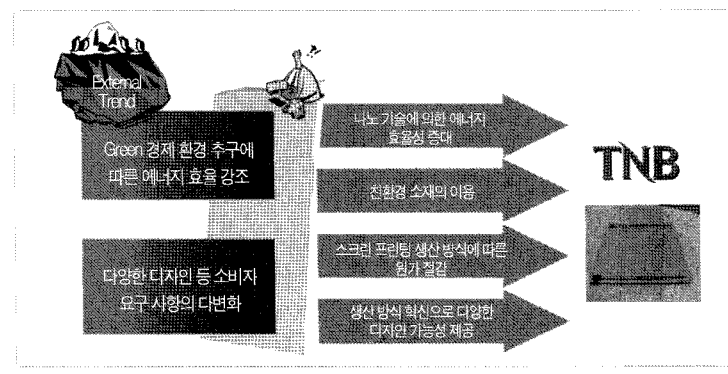 External
Trend
Green 경제 환경 추구에
따른 에너지 효율 강조
다양한 디자인 등 소비자
요구 사항의 다변화
나노 기술에 의한 에너지
효율성 증대
친환경 소재의 이용
스크린 프린팅 생산 방식에 따른
원가 절감
생산 방식 혁신으로 다양한
디자인 가능성 제공
TNB